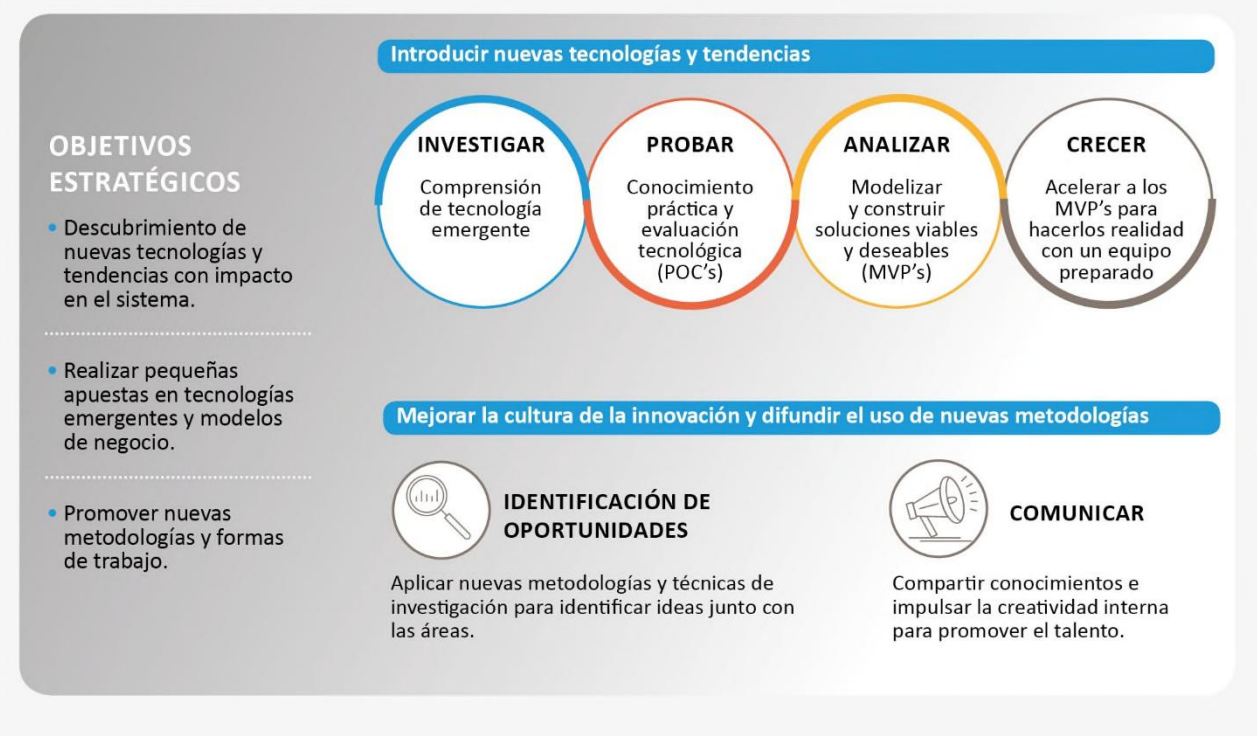 OBJETIVOS
ESTRATÉGICOS
• Descubrimiento de
nuevas tecnologías y
tendencias con impacto
en el sistema.
• Realizar pequeñas
apuestas en tecnologías
emergentes y modelos
de negocio.
• Promover nuevas
metodologías y formas
de trabajo.
Introducir nuevas tecnologías y tendencias
INVESTIGAR
Comprensión
de tecnología
emergente
PROBAR
Conocimiento
práctica y
evaluación
tecnológica
(POC’s)
ANALIZAR
Modelizar
y construir
soluciones viables
y deseables
(MVP’s)
CRECER
Acelerar a los
MVP’s para
hacerlos realidad
con un equipo
preparado
Mejorar la cultura de la innovación y difundir el uso de nuevas metodologías
IDENTIFICACIÓN DE
OPORTUNIDADES
Aplicar nuevas metodologías y técnicas de
investigación para identificar ideas junto con
las áreas.
COMUNICAR
Compartir conocimientos e
impulsar la creatividad interna
para promover el talento.